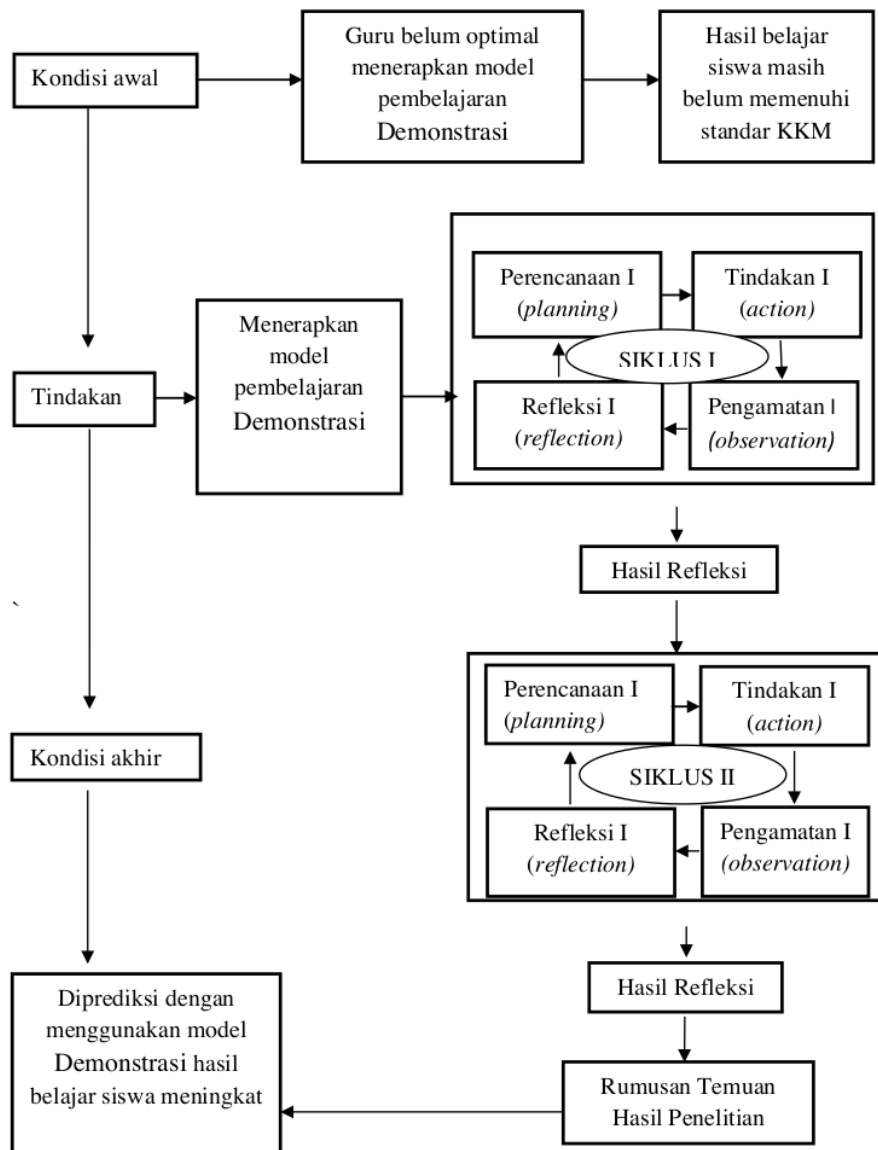 Kondisi awal
Guru belum optimal
menerapkan model
pembelajaran
Demonstrasi
Hasil belajar
siswa masih
belum memenuhi
standar KKM
Tindakan
Menerapkan
model
pembelajaran
Demonstrasi
Perencanaan I
(planning)
Tindakan I
(action)
SIKLUS I
Refleksi I
(reflection)
Pengamatan I
(observation)
Hasil Refleksi
`
Perencanaan I
(planning)
Tindakan I
(action)
SIKLUS II
Refleksi I
(reflection)
Pengamatan I
(observation)
Kondisi akhir
Hasil Refleksi
Diprediksi dengan
menggunakan model
Demonstrasi hasil
belajar siswa meningkat
Rumusan Temuan
Hasil Penelitian